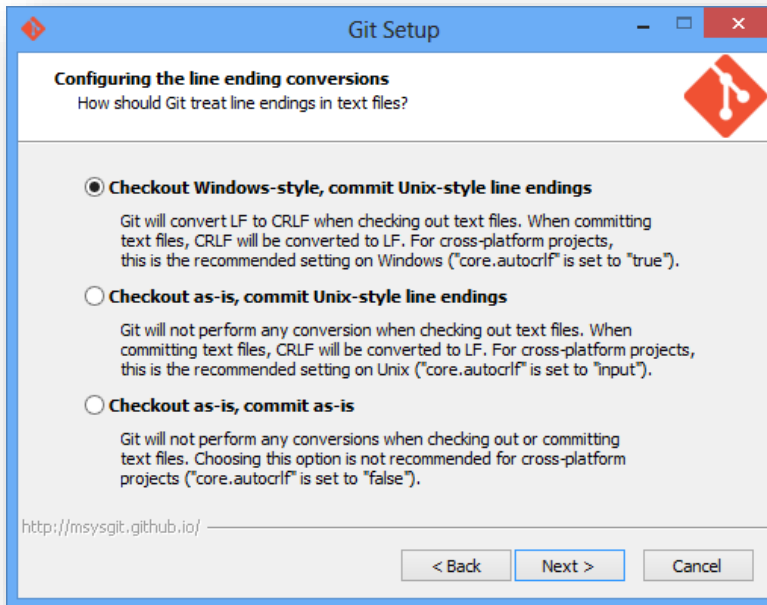 Git Setup
Configuring the line ending conversions
How should Git treat line endings in text files?
Checkout Windows-style, commit Unix-style line endings
Git will convert LF to CRLF when checking out text files. When committing
text files, CRLF will be converted to LF. For cross-platform projects,
this is the recommended setting on Windows ("core.autocrlf" is set to "true").
Checkout as-is, commit Unix-style line endings
Git will not perform any conversion when checking out text files. When
committing text files, CRLF will be converted to LF. For cross-platform projects,
this is the recommended setting on Unix ("core.autocrlf" is set to "input").
Checkout as-is, commit as-is
Git will not perform any conversions when checking out or committing
text files. Choosing this option is not recommended for cross-platform
projects ("core.autocrlf" is set to "false").
http://msysgit.github.io/
< Back Next > Cancel